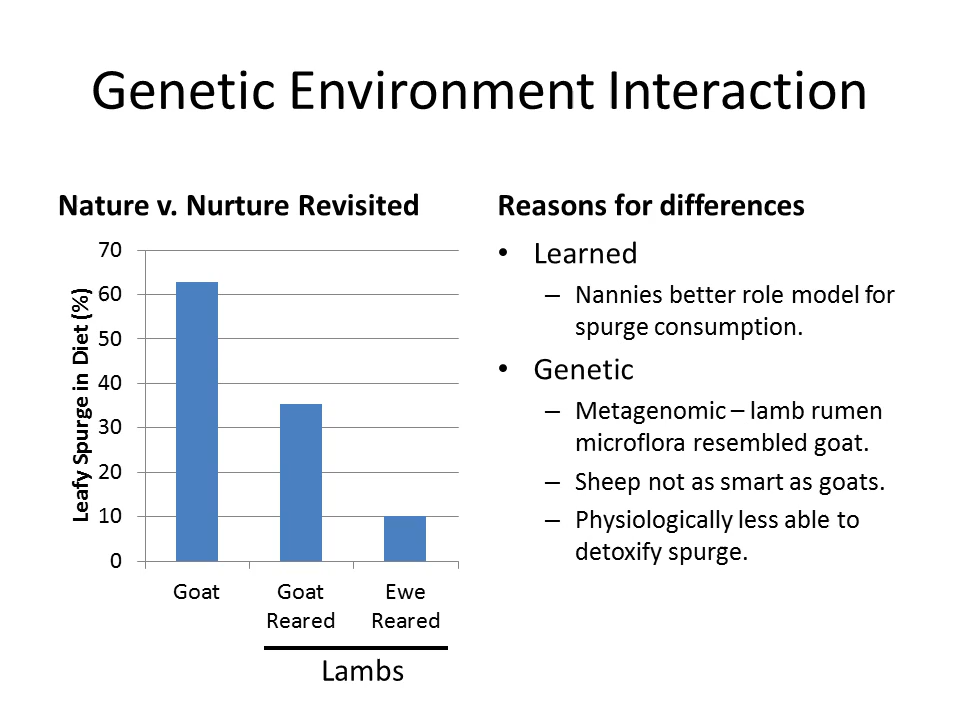 Genetic Environment Interaction
Nature v. Nurture Revisited
Leafy Spurge in Diet (%)
70
60
50
40
30
20
10
0
Goat
Goat
Reared
Ewe
Reared
Lambs
Reasons for differences
• Learned
– Nannies better role model for
spurge consumption.
• Genetic
– Metagenomic – lamb rumen
microflora resembled goat.
– Sheep not as smart as goats.
– Physiologically less able to
detoxify spurge.